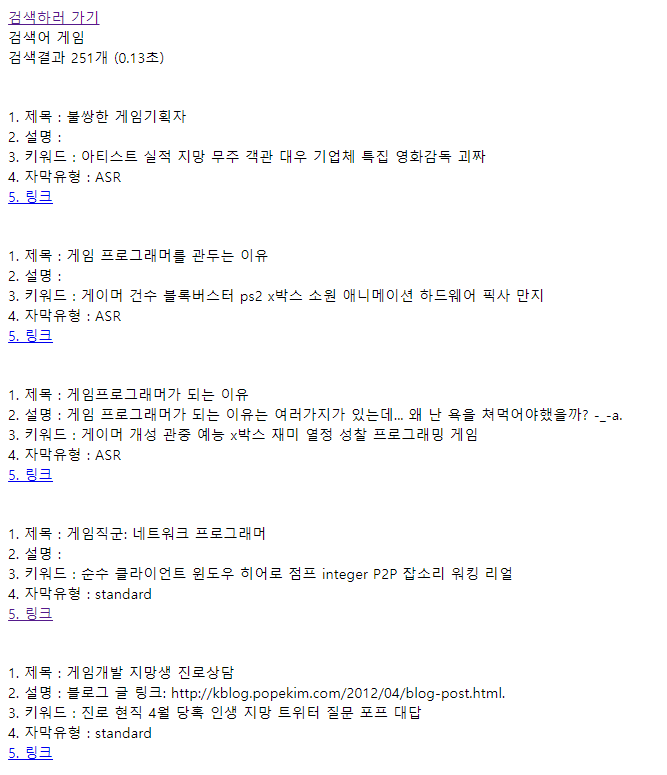 검색하러 가기
검색어 게임
검색결과 251개 (0.13초)
1. 제목 : 불쌍한 게임기획자
2. 설명 :
3. 키워드 : 아티스트 실적 지망 무주 객관 대우 기업체 특집 영화감독 괴짜
4. 자막유형 : ASR
5. 링크
1. 제목 : 게임 프로그래머를 관두는 이유
2. 설명 :
3. 키워드 : 게이머 건수 블록버스터 ps2 x박스 소원 애니메이션 하드웨어 픽사 만지
4. 자막유형 : ASR
5. 링크
1. 제목 : 게임프로그래머가 되는 이유
2. 설명 : 게임 프로그래머가 되는 이유는 여러가지가 있는데... 왜 난 욕을 쳐먹어야했을까? -_-a.
3. 키워드 : 게이머 개성 관중 예능 x박스 재미 열정 성찰 프로그래밍 게임
4. 자막유형 : ASR
5. 링크
1. 제목 : 게임직군: 네트워크 프로그래머
2. 설명 :
3. 키워드 : 순수 클라이언트 윈도우 히어로 점프 integer P2P 잡소리 워킹 리얼
4. 자막유형 : standard
5. 링크
1. 제목 : 게임개발 지망생 진로상담
2. 설명 : 블로그 글 링크: http://kblog.popekim.com/2012/04/blog-post.html.
3. 키워드 : 진로 현직 4월 당혹 인생 지망 트위터 질문 포프 대답
4. 자막유형 : standard
5. 링크